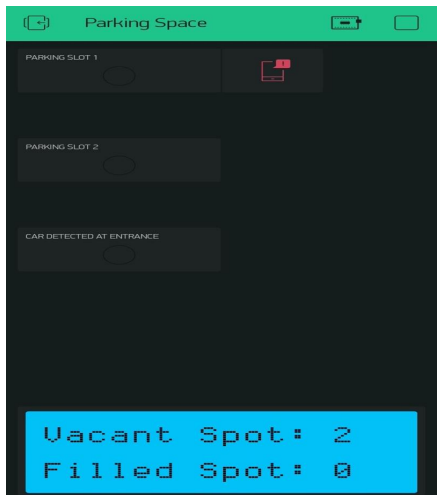 Parking Space
PARKING SLOT 1
PARKING SLOT 2
CAR DETECTED AT ENTRANCE
Vacant Spot: 2
Filled Spot: 0